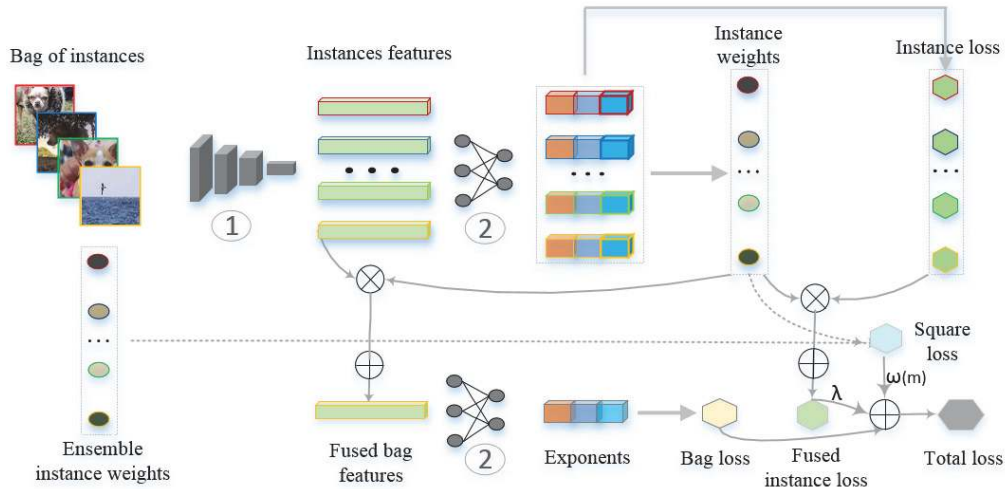 Bag of instances
Instances features
Instance
weights
Instance loss
1
2
Square
loss
ω(m)
λ
Ensemble
instance weights
Fused bag
features
2
Exponents
Bag loss
Fused
instance loss
Total loss